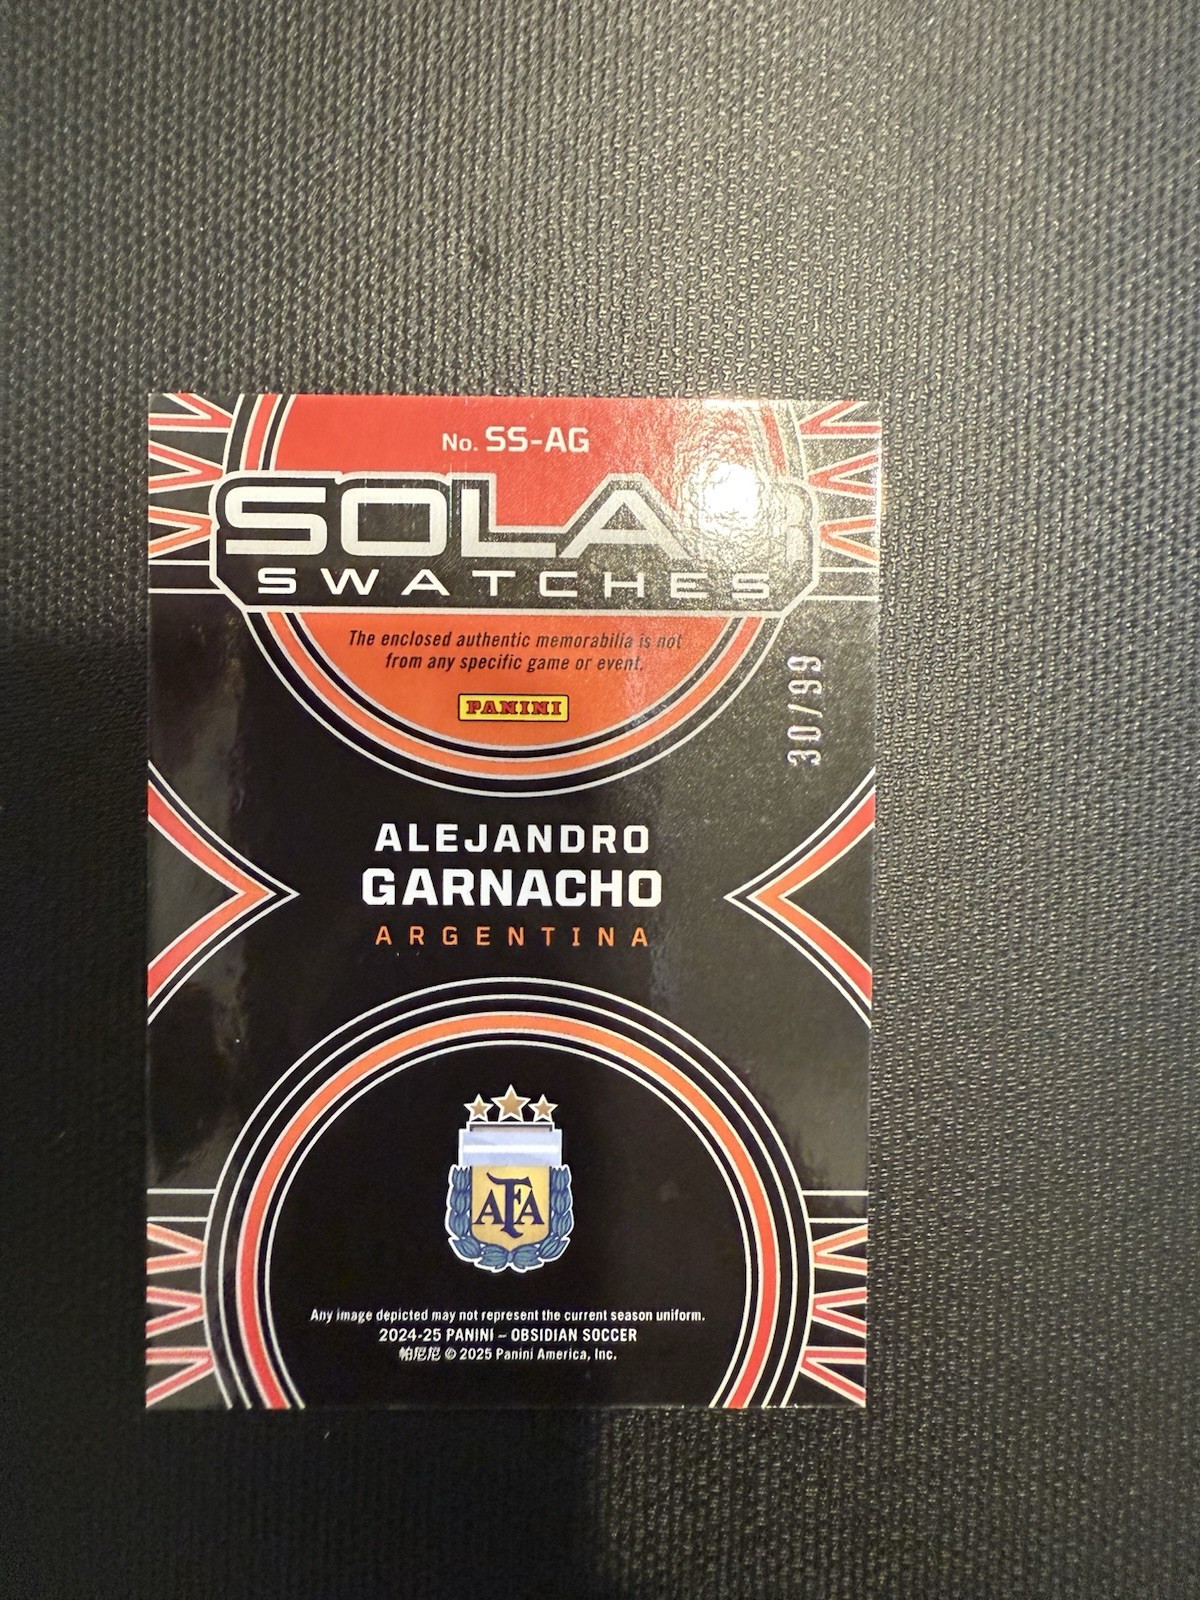 No. SS-AG
SOLAR
SWATCHES
The enclosed authentic memorabilia is not
from any specific game or event.
PANINI
30/99
ALEJANDRO
GARNACHO
ARGENTINA
AFA
Any image depicted may not represent the current season uniform.
2024-25 PANINI – OBSIDIAN SOCCER
帕尼尼 © 2025 Panini America, Inc.